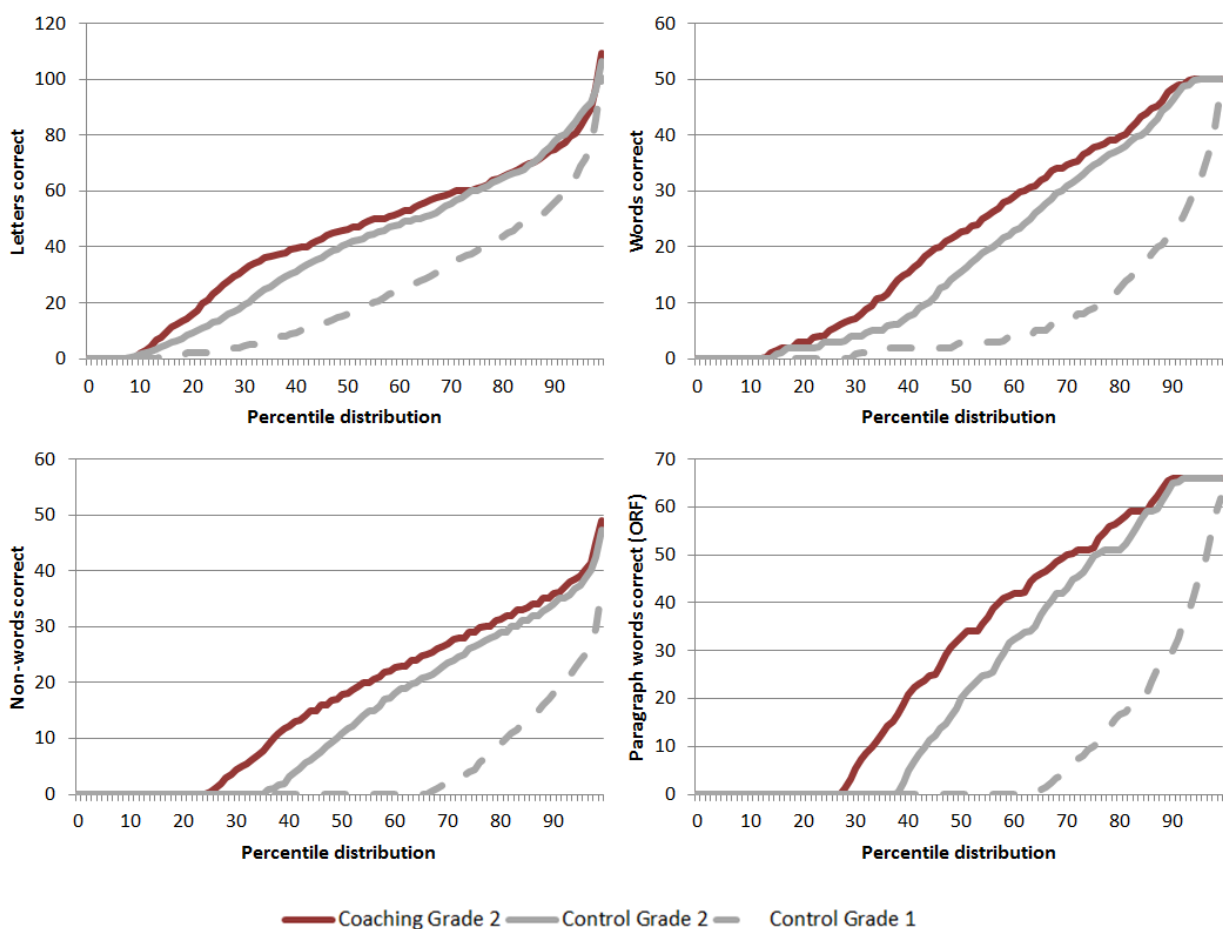 120
100
80
60
40
20
0
Letters correct
0 10 20 30 40 50 60 70 80 90
Percentile distribution
60
50
40
30
20
10
0
Words correct
0 10 20 30 40 50 60 70 80 90
Percentile distribution
60
50
40
30
20
10
0
Non-words correct
0 10 20 30 40 50 60 70 80 90
Percentile distribution
70
60
50
40
30
20
10
0
Paragraph words correct (ORF)
0 10 20 30 40 50 60 70 80 90
Percentile distribution
Coaching Grade 2 Control Grade 2 Control Grade 1